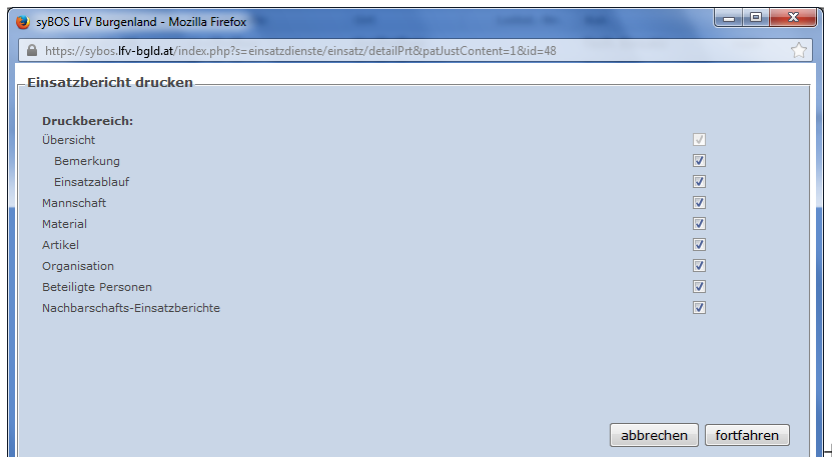 syBOS LFV Burgenland - Mozilla Firefox
https://sybos.lfv-bgld.at/index.php?s=einsatzdienste/einsatz/detailPrt&patJustContent=1&id=48
Einsatzbericht drucken
Druckbereich:
Übersicht
Bemerkung
Einsatzablauf
Mannschaft
Material
Artikel
Organisation
Beteiligte Personen
Nachbarschafts-Einsatzberichte
abbrechen fortfahren